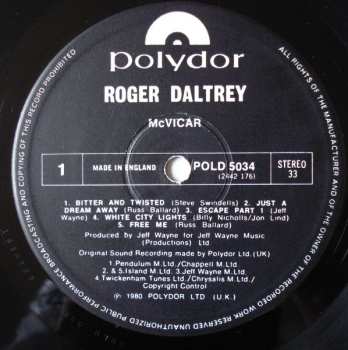 polydor
ROGER DALTREY
McVICAR
1 MADE IN ENGLAND POLD 5034 STEREO
(2442 176) 33
1. BITTER AND TWISTED (Steve Swindells) 2. JUST A
DREAM AWAY (Russ Ballard) 3. ESCAPE PART 1 (Jeff
Wayne) 4. WHITE CITY LIGHTS (Billy Nicholls/Jon Lind)
5. FREE ME (Russ Ballard)
Produced by Jeff Wayne for Jeff Wayne Music
(Productions) Ltd
Original Sound Recording made by Polydor Ltd. (UK)
1.Pendulum M.Ltd/Chappell M.Ltd
2. & 5.Island M.Ltd 3.Jeff Wayne M.Ltd
4 Twickenham Tunes Ltd/Chrysalis M.Ltd/
Copyright Control
℗ 1980 POLYDOR LTD (U.K.)
ALL RIGHTS OF THE MANUFACTURER AND OF THE OWNER OF THE RECORDED WORK RESERVED UNAUTHORIZED PUBLIC PERFORMANCE BROADCASTING AND COPYING OF THIS RECORD PROHIBITED